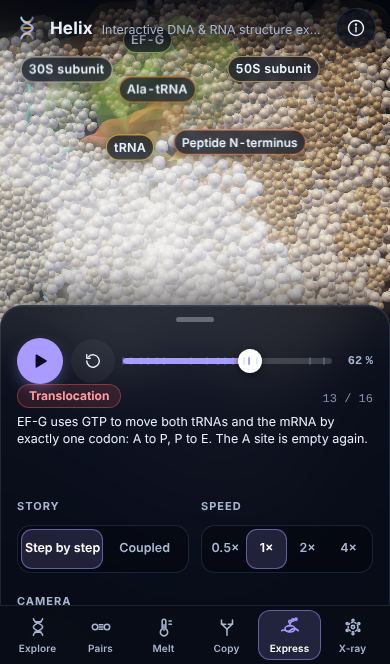 Helix Interactive DNA & RNA structure ex…
EF-G
30S subunit
50S subunit
Ala-tRNA
tRNA
Peptide N-terminus
62 %
Translocation
13 / 16
EF-G uses GTP to move both tRNAs and the mRNA by
exactly one codon: A to P, P to E. The A site is empty again.
STORY
SPEED
Step by step Coupled
0.5× 1× 2× 4×
CAMERA
Explore Pairs Melt Copy Express X-ray